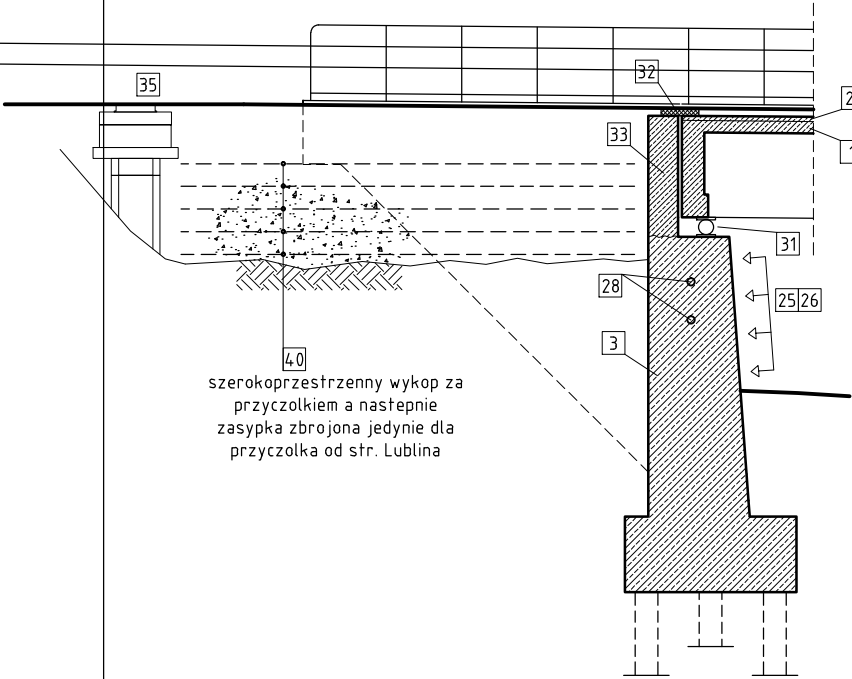 35
32
2
33
31
28
25 26
3
40
szerokoprzestrzenny wykop za
przyczolkiem a nastepnie
zasypka zbrojona jedynie dla
przyczolka od str. Lublina